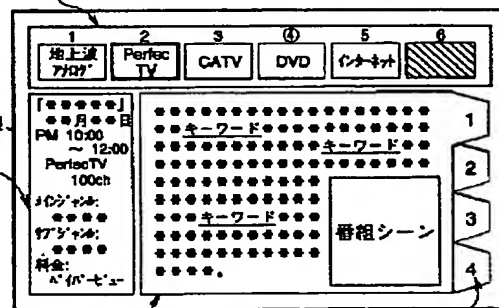 1 2 3 ④ 5 6
地上波
アナログ
Perfec
TV
CATV
DVD
インターネット
「●●●●●」
●●月●●日
PM 10:00
～ 12:00
PerfecTV
100ch
メインジャンル:
●●●●
サブジャンル:
●●●●
料金:
ペイパービュー
キーワード
キーワード
キーワード
番組シーン
1
2
3
4